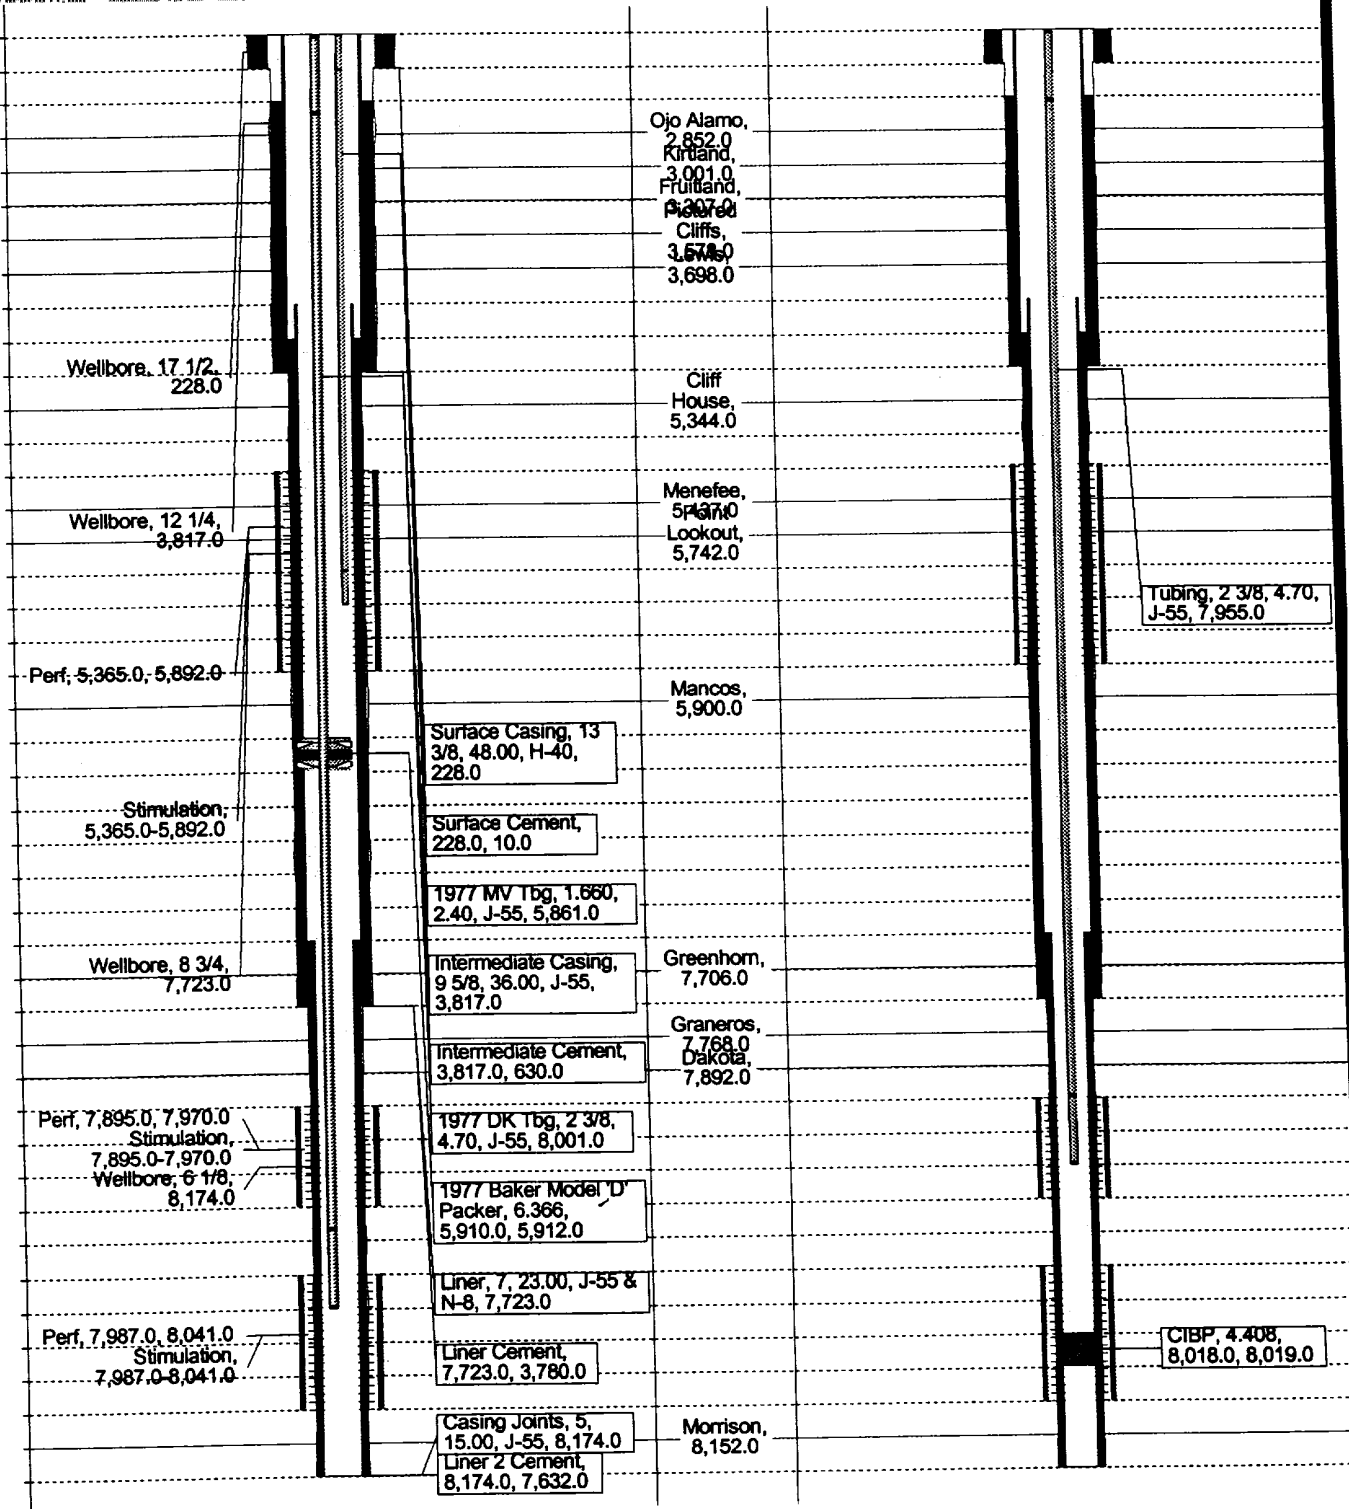 Wellbore, 17 1/2,
228.0
Wellbore, 12 1/4,
3,817.0
Perf, 5,365.0, 5,892.0
Stimulation,
5,365.0-5,892.0
Wellbore, 8 3/4,
7,723.0
Perf, 7,895.0, 7,970.0
Stimulation,
7,895.0-7,970.0
Wellbore, 6 1/8,
8,174.0
Perf, 7,987.0, 8,041.0
Stimulation,
7,987.0-8,041.0
Surface Casing, 13
3/8, 48.00, H-40,
228.0
Surface Cement,
228.0, 10.0
1977 MV Tbg, 1.660,
2.40, J-55, 5,861.0
Intermediate Casing,
9 5/8, 36.00, J-55,
3,817.0
Intermediate Cement,
3,817.0, 630.0
1977 DK Tbg, 2 3/8,
4.70, J-55, 8,001.0
1977 Baker Model 'D'
Packer, 6.366,
5,910.0, 5,912.0
Liner, 7, 23.00, J-55 &
N-8, 7,723.0
Liner Cement,
7,723.0, 3,780.0
Casing Joints, 5,
15.00, J-55, 8,174.0
Liner 2 Cement,
8,174.0, 7,632.0
Ojo Alamo,
2,852.0
Kirtland,
3,001.0
Fruitland,
Pictured
Cliffs,
Lewis,
3,698.0
Cliff
House,
5,344.0
Menefee,
Point
Lookout,
5,742.0
Mancos,
5,900.0
Greenhorn,
7,706.0
Graneros,
7,768.0
Dakota,
7,892.0
Morrison,
8,152.0
Tubing, 2 3/8, 4.70,
J-55, 7,955.0
CIBP, 4.408,
8,018.0, 8,019.0